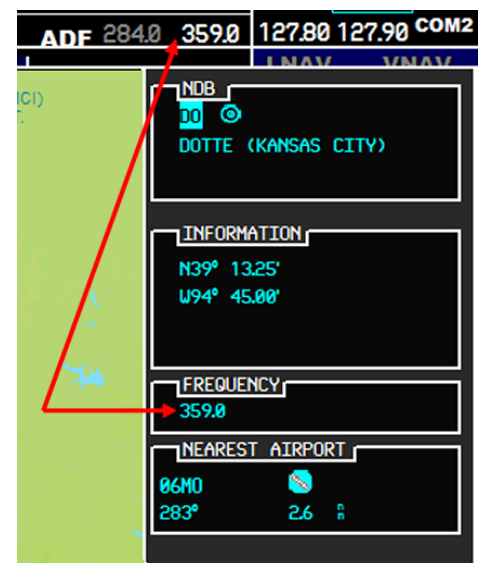 ADF 284.0 359.0 127.80 127.90 COM2
LNAV VNAV
NDB
DO
DOTTE (KANSAS CITY)
INFORMATION
N39° 13.25'
W94° 45.00'
FREQUENCY
359.0
NEAREST AIRPORT
06MO
283° 2.6 nn